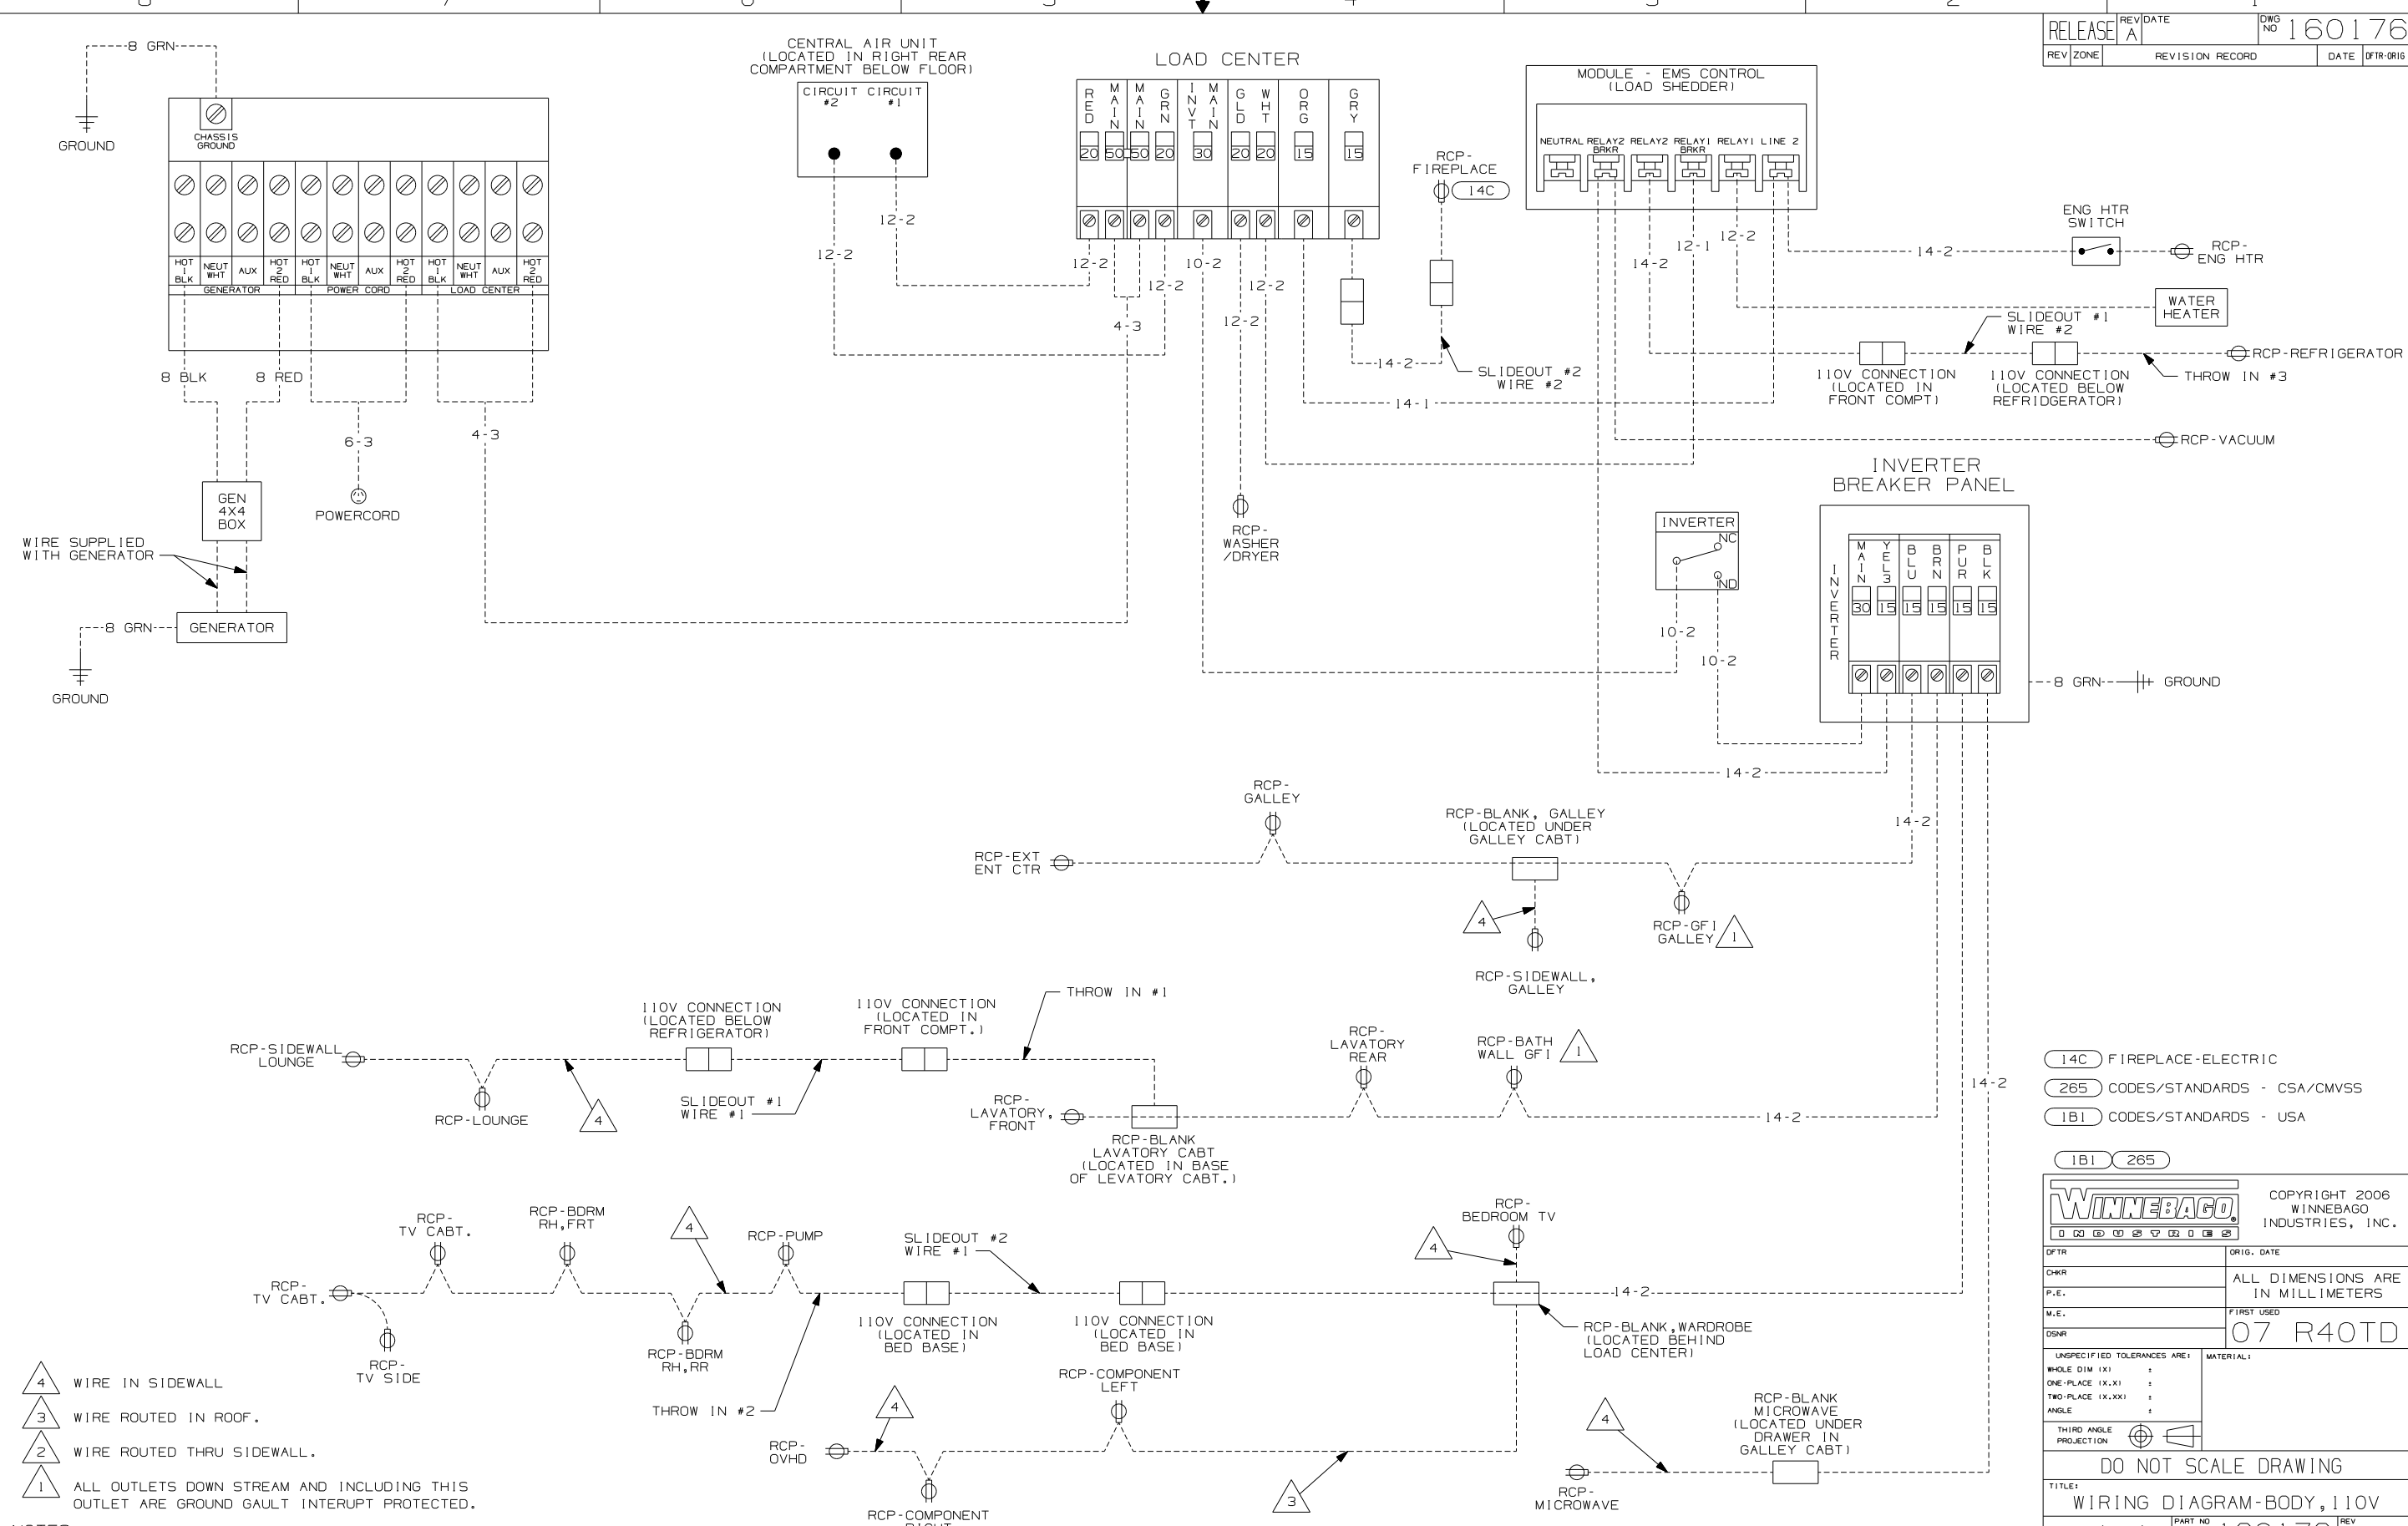 RELEASE
REV
A
DATE
DWG NO
160176
REV ZONE REVISION RECORD DATE DFTR-ORIG
8 GRN
GROUND
CHASSIS
GROUND
HOT 1 BLK
NEUT WHT
AUX
HOT 2 RED
HOT 1 BLK
NEUT WHT
AUX
HOT 2 RED
HOT 1 BLK
NEUT WHT
AUX
HOT 2 RED
GENERATOR
POWER CORD
LOAD CENTER
8 BLK
8 RED
6-3
4-3
GEN
4X4
BOX
POWERCORD
WIRE SUPPLIED
WITH GENERATOR
8 GRN
GENERATOR
GROUND
CENTRAL AIR UNIT
(LOCATED IN RIGHT REAR
COMPARTMENT BELOW FLOOR)
CIRCUIT #2
CIRCUIT #1
12-2
12-2
LOAD CENTER
RED
MAIN
MAIN
GRN
INVT
MAIN
GLD
WHT
ORG
GRY
20
50
50
20
30
20
20
15
15
12-2
10-2
12-2
12-2
4-3
12-2
14-2
14-1
RCP-
FIREPLACE
14C
SLIDEOUT #2
WIRE #2
RCP-
WASHER
/DRYER
MODULE - EMS CONTROL
(LOAD SHEDDER)
NEUTRAL
RELAY2 BRKR
RELAY2
RELAY1 BRKR
RELAY1
LINE 2
14-2
12-1
12-2
14-2
ENG HTR
SWITCH
RCP-
ENG HTR
WATER
HEATER
SLIDEOUT #1
WIRE #2
RCP-REFRIGERATOR
110V CONNECTION
(LOCATED IN
FRONT COMPT)
110V CONNECTION
(LOCATED BELOW
REFRIDGERATOR)
THROW IN #3
RCP-VACUUM
INVERTER
BREAKER PANEL
INVERTER
NC
ND
10-2
10-2
INVERTER
MAIN
YEL3
BLU
BRN
PUR
BLK
30
15
15
15
15
15
8 GRN
GROUND
14-2
14-2
RCP-
GALLEY
RCP-EXT
ENT CTR
RCP-BLANK, GALLEY
(LOCATED UNDER
GALLEY CABT)
4
RCP-GFI
GALLEY
1
RCP-SIDEWALL,
GALLEY
110V CONNECTION
(LOCATED BELOW
REFRIGERATOR)
110V CONNECTION
(LOCATED IN
FRONT COMPT.)
THROW IN #1
RCP-SIDEWALL
LOUNGE
RCP-LOUNGE
4
SLIDEOUT #1
WIRE #1
RCP-
LAVATORY,
FRONT
RCP-BLANK
LAVATORY CABT
(LOCATED IN BASE
OF LEVATORY CABT.)
RCP-
LAVATORY
REAR
RCP-BATH
WALL GFI
1
14-2
14-2
14C FIREPLACE-ELECTRIC
265 CODES/STANDARDS - CSA/CMVSS
1B1 CODES/STANDARDS - USA
1B1 265
RCP-
TV CABT.
RCP-BDRM
RH,FRT
4
RCP-PUMP
SLIDEOUT #2
WIRE #1
RCP-
TV CABT.
RCP-
TV SIDE
RCP-BDRM
RH,RR
THROW IN #2
110V CONNECTION
(LOCATED IN
BED BASE)
110V CONNECTION
(LOCATED IN
BED BASE)
4
RCP-
BEDROOM TV
14-2
RCP-BLANK,WARDROBE
(LOCATED BEHIND
LOAD CENTER)
RCP-COMPONENT
LEFT
4
RCP-
OVHD
RCP-COMPONENT
3
4
RCP-BLANK
MICROWAVE
(LOCATED UNDER
DRAWER IN
GALLEY CABT)
RCP-
MICROWAVE
4 WIRE IN SIDEWALL
3 WIRE ROUTED IN ROOF.
2 WIRE ROUTED THRU SIDEWALL.
1 ALL OUTLETS DOWN STREAM AND INCLUDING THIS
OUTLET ARE GROUND GAULT INTERUPT PROTECTED.
WINNEBAGO
INDUSTRIES
COPYRIGHT 2006
WINNEBAGO
INDUSTRIES, INC.
DFTR
ORIG. DATE
CHKR
P.E.
M.E.
DSNR
ALL DIMENSIONS ARE
IN MILLIMETERS
FIRST USED
07 R40TD
UNSPECIFIED TOLERANCES ARE:
WHOLE DIM (X) ±
ONE-PLACE (X.X) ±
TWO-PLACE (X.XX) ±
ANGLE ±
MATERIAL:
THIRD ANGLE
PROJECTION
DO NOT SCALE DRAWING
TITLE:
WIRING DIAGRAM-BODY,110V
PART NO
REV